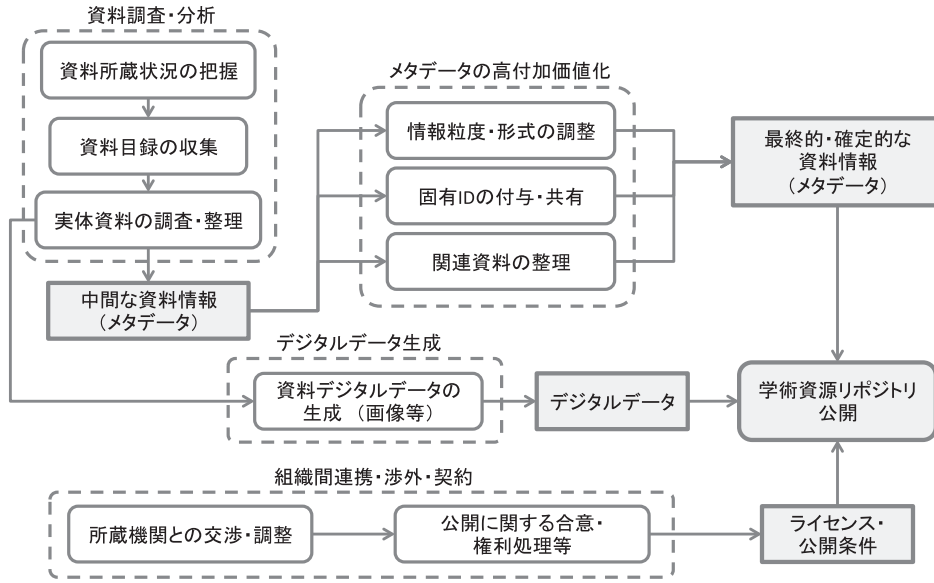 資料調査・分析
資料所蔵状況の把握
資料目録の収集
実体資料の調査・整理
中間な資料情報
（メタデータ）
メタデータの高付加価値化
情報粒度・形式の調整
固有IDの付与・共有
関連資料の整理
最終的・確定的な
資料情報
（メタデータ）
デジタルデータ生成
資料デジタルデータの
生成 （画像等）
デジタルデータ
学術資源リポジトリ
公開
組織間連携・渉外・契約
所蔵機関との交渉・調整
公開に関する合意・
権利処理等
ライセンス・
公開条件